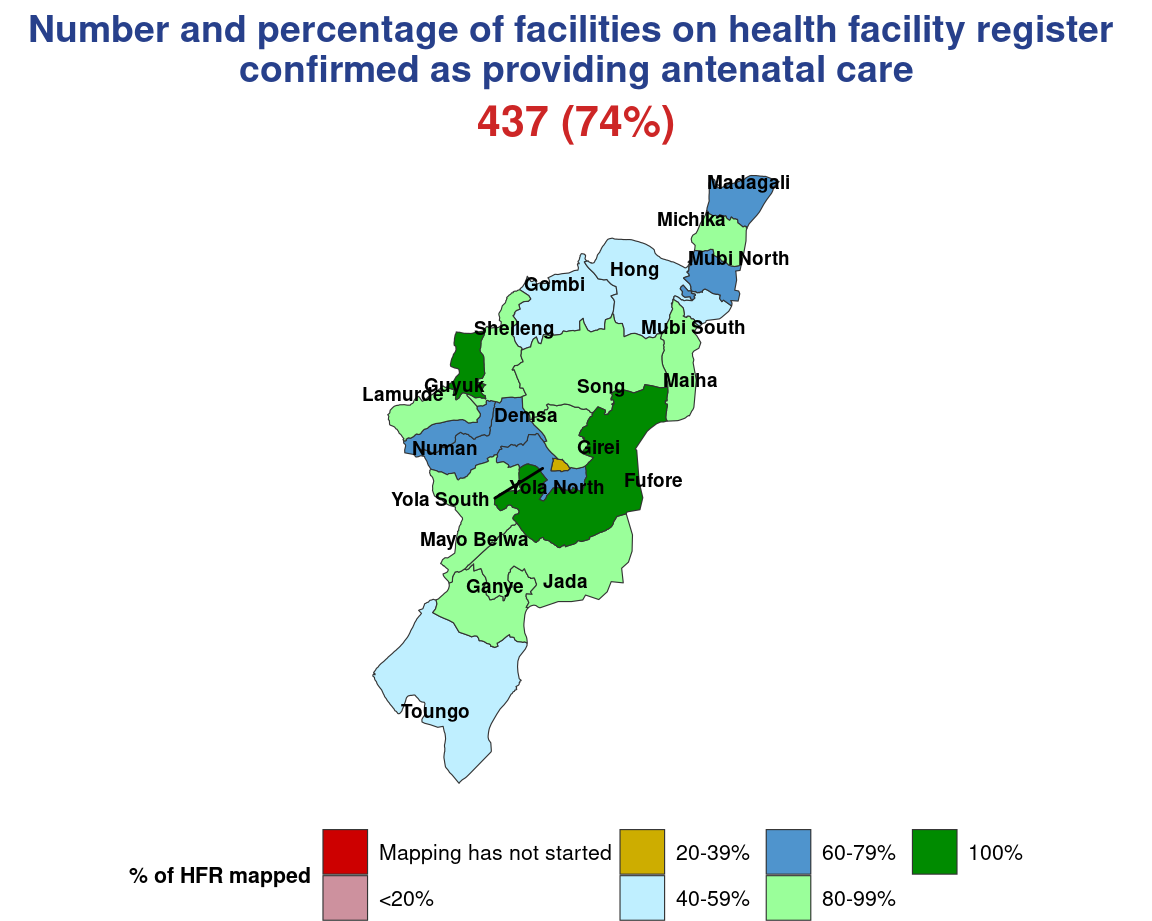 Number and percentage of facilities on health facility register
confirmed as providing antenatal care
437 (74%)
Madagali
Michika
Mubi North
Hong
Gombi
Mubi South
Shelleng
Maiha
Guyuk
Song
Lamurde
Demsa
Numan
Girei
Fufore
Yola North
Yola South
Mayo Belwa
Jada
Ganye
Toungo
% of HFR mapped
Mapping has not started
20-39%
60-79%
100%
<20%
40-59%
80-99%